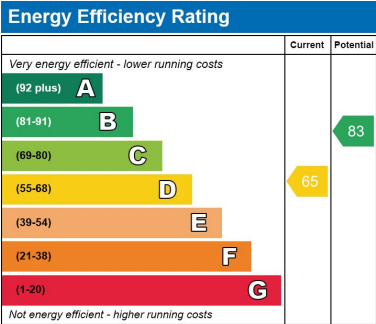 Energy Efficiency Rating
Current Potential
Very energy efficient - lower running costs
(92 plus) A
(81-91) B
83
(69-80) C
(55-68) D
65
(39-54) E
(21-38) F
(1-20) G
Not energy efficient - higher running costs